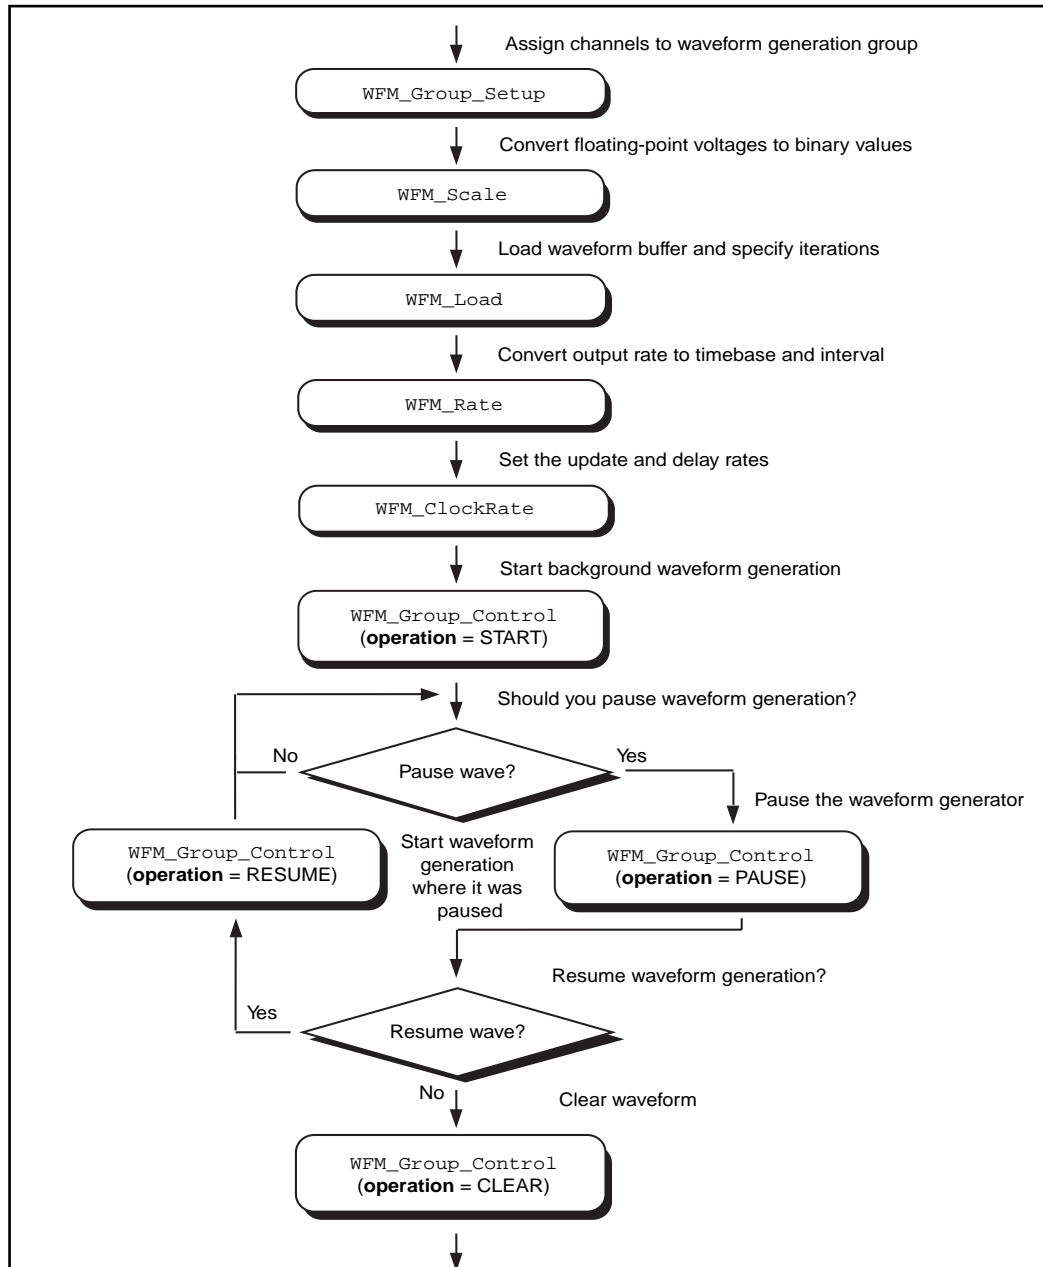 Assign channels to waveform generation group
WFM_Group_Setup
Convert floating-point voltages to binary values
WFM_Scale
Load waveform buffer and specify iterations
WFM_Load
Convert output rate to timebase and interval
WFM_Rate
Set the update and delay rates
WFM_ClockRate
Start background waveform generation
WFM_Group_Control
(operation = START)
Should you pause waveform generation?
No
Pause wave?
Yes
Pause the waveform generator
WFM_Group_Control
(operation = RESUME)
Start waveform
generation
where it was
paused
WFM_Group_Control
(operation = PAUSE)
Resume waveform generation?
Yes
Resume wave?
No
Clear waveform
WFM_Group_Control
(operation = CLEAR)